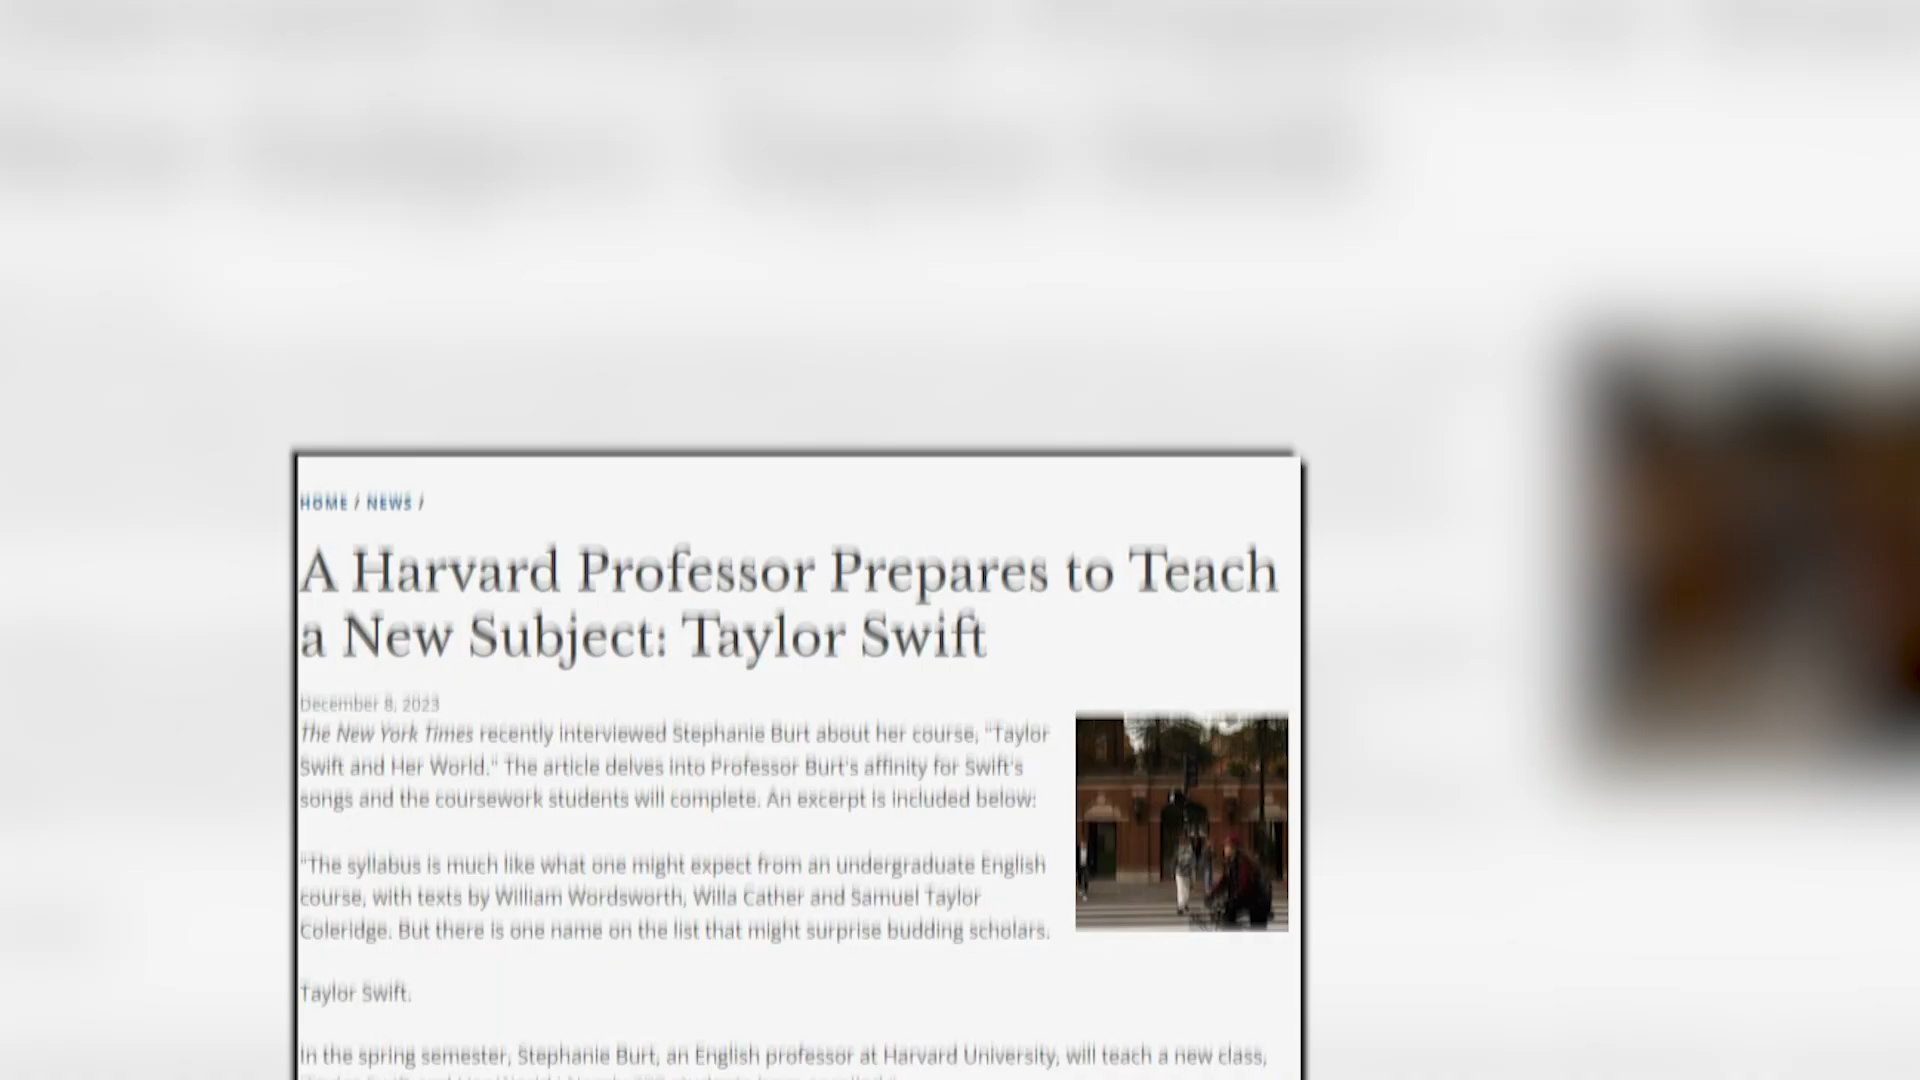 HOME / NEWS /
A Harvard Professor Prepares to Teach
a New Subject: Taylor Swift
December 8, 2023
The New York Times recently interviewed Stephanie Burt about her course, "Taylor
Swift and Her World." The article delves into Professor Burt's affinity for Swift's
songs and the coursework students will complete. An excerpt is included below:
"The syllabus is much like what one might expect from an undergraduate English
course, with texts by William Wordsworth, Willa Cather and Samuel Taylor
Coleridge. But there is one name on the list that might surprise budding scholars.
Taylor Swift.
In the spring semester, Stephanie Burt, an English professor at Harvard University, will teach a new class,